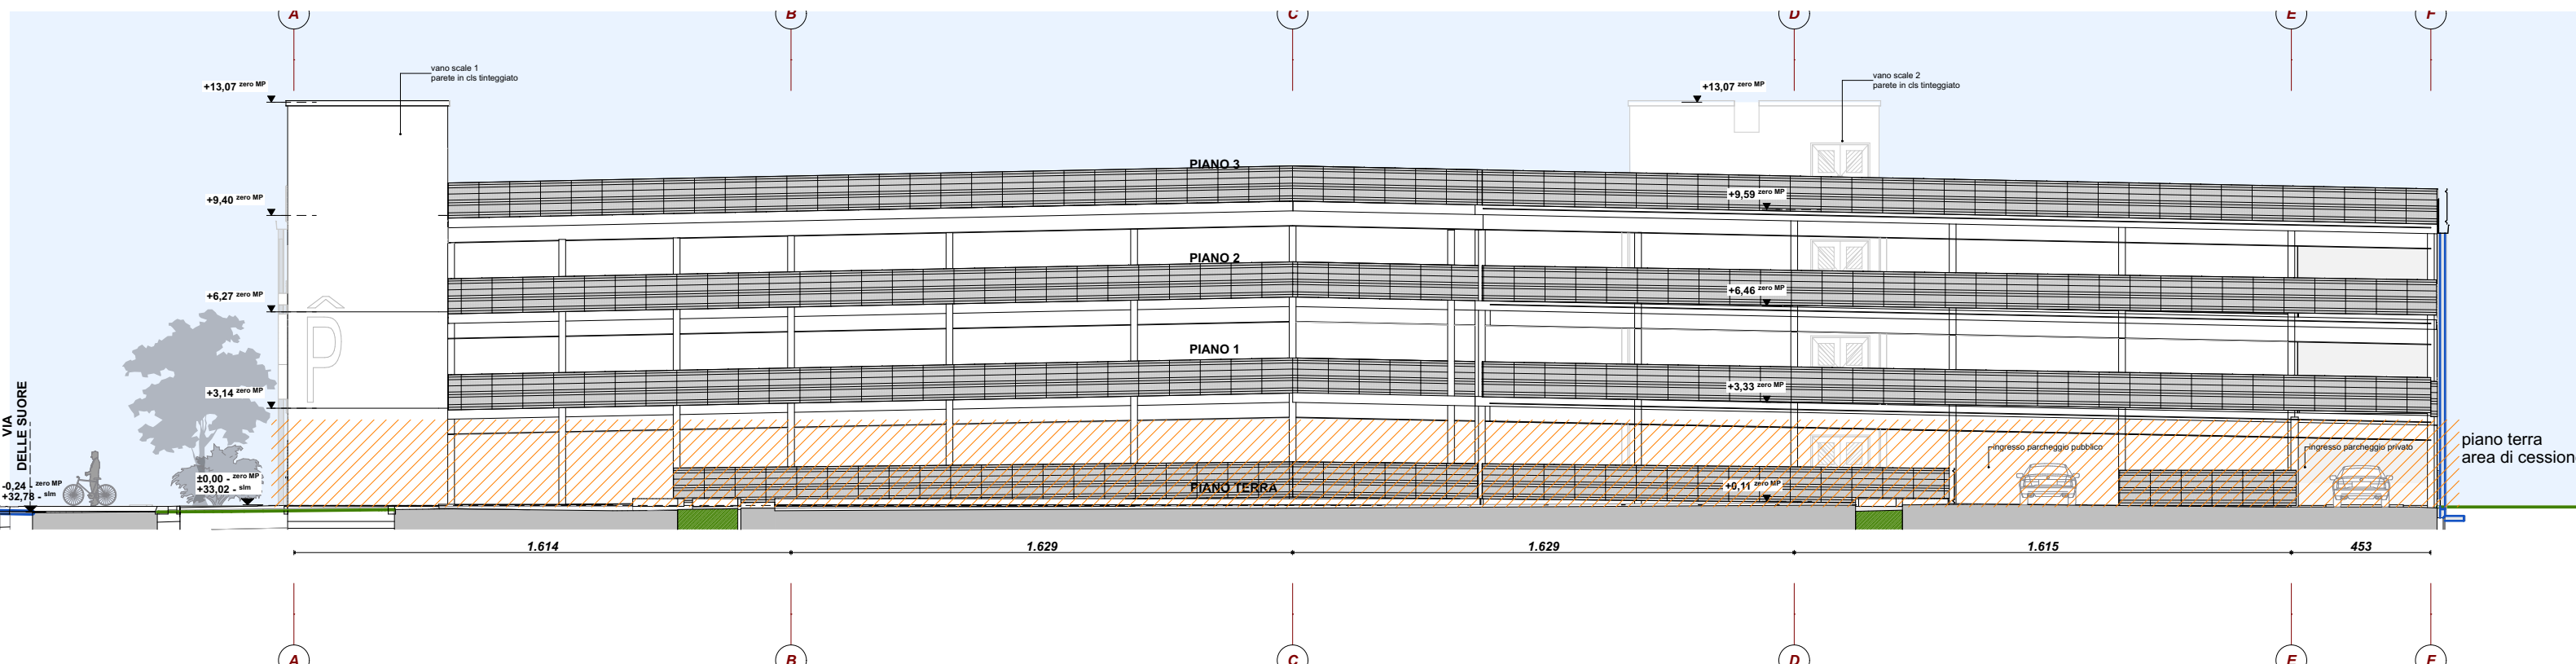 A B C D E F
vano scale 1
parete in cls tinteggiato
vano scale 2
parete in cls tinteggiato
+13,07 zero MP
+13,07 zero MP
PIANO 3
+9,40 zero MP
+9,59 zero MP
PIANO 2
+6,27 zero MP
+6,46 zero MP
P
PIANO 1
+3,14 zero MP
+3,33 zero MP
VIA
DELLE SUORE
ingresso parcheggio pubblico
ingresso parcheggio privato
piano terra
area di cession
±0,00 - zero MP
+33,02 - slm
-0,24 - zero MP
+32,78 - slm
PIANO TERRA
+0,11 zero MP
1.614 1.629 1.629 1.615 453
A B C D E F